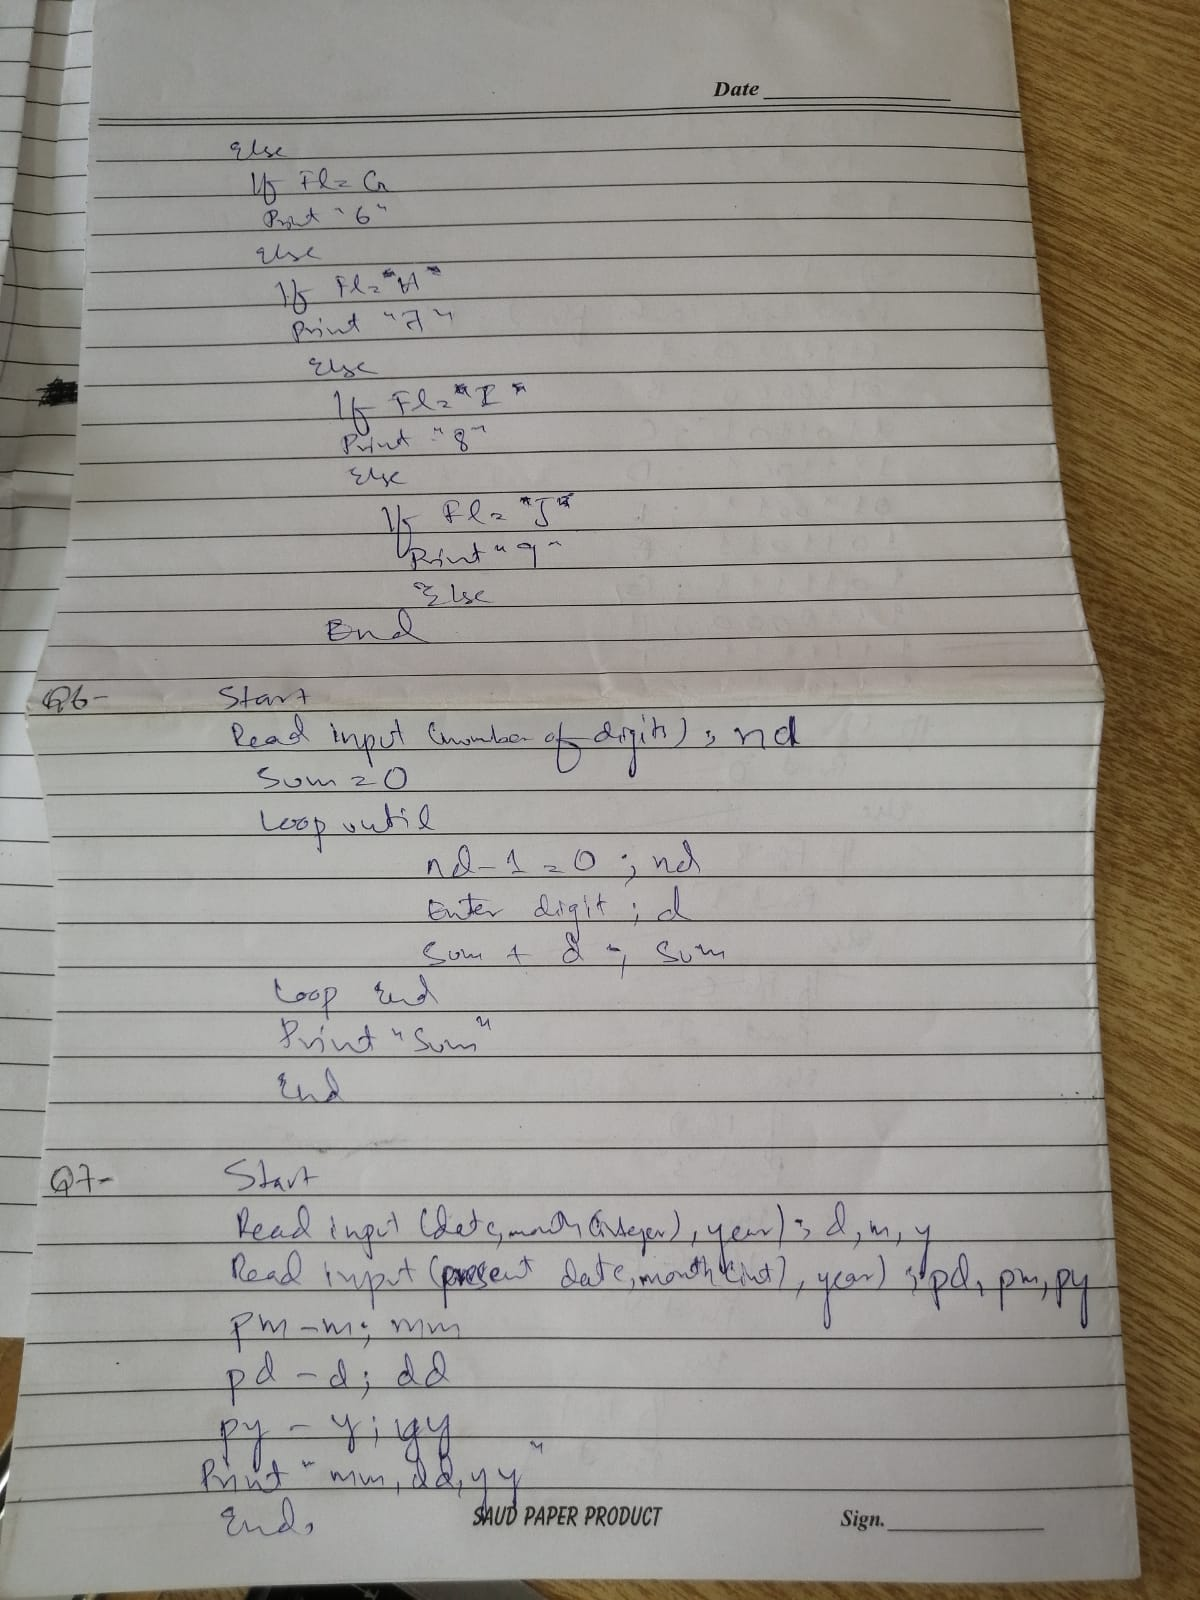 Date
Else
If Fl= G
Print "6"
Else
If Fl= "H"
Print "7"
Else
If Fl= "I"
Print "8"
Else
If Fl= "J"
Print "9"
Else
End
Q6- Start
Read input (number of digits) ; nd
Sum = 0
Loop until
nd-1 = 0 ; nd
Enter digit ; d
Sum + d ; Sum
Loop End
Print "Sum"
End
Q7- Start
Read input (date, month (integer), year) ; d, m, y
Read input (present date, month (int), year) ; pd, pm, py
pm - m ; mm
pd - d ; dd
py - y ; yy
Print "mm, dd, yy"
End.
SAUD PAPER PRODUCT Sign.